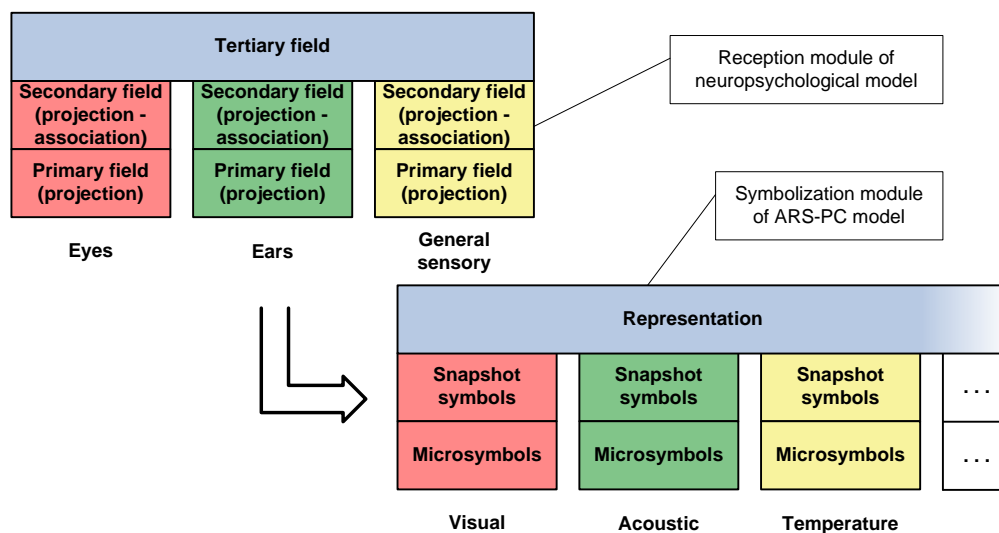 Tertiary field
Secondary field
(projection -
association)
Secondary field
(projection -
association)
Secondary field
(projection -
association)
Primary field
(projection)
Primary field
(projection)
Primary field
(projection)
Eyes
Ears
General
sensory
Reception module of
neuropsychological model
Symbolization module
of ARS-PC model
Representation
Snapshot
symbols
Snapshot
symbols
Snapshot
symbols
...
Microsymbols
Microsymbols
Microsymbols
...
Visual
Acoustic
Temperature